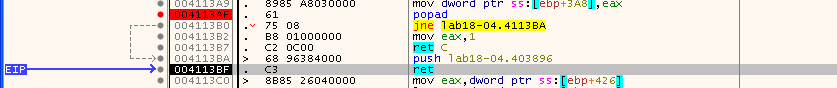 004113A9 8985 A8030000 mov dword ptr ss:[ebp+3A8],eax
004113AF . 61 popad
004113B0 . 75 08 jne lab18-04.4113BA
004113B2 . B8 01000000 mov eax,1
004113B7 . C2 0C00 ret C
004113BA > 68 96384000 push lab18-04.403896
EIP 004113BF . C3 ret
004113C0 > 8B85 26040000 mov eax,dword ptr ss:[ebp+426]